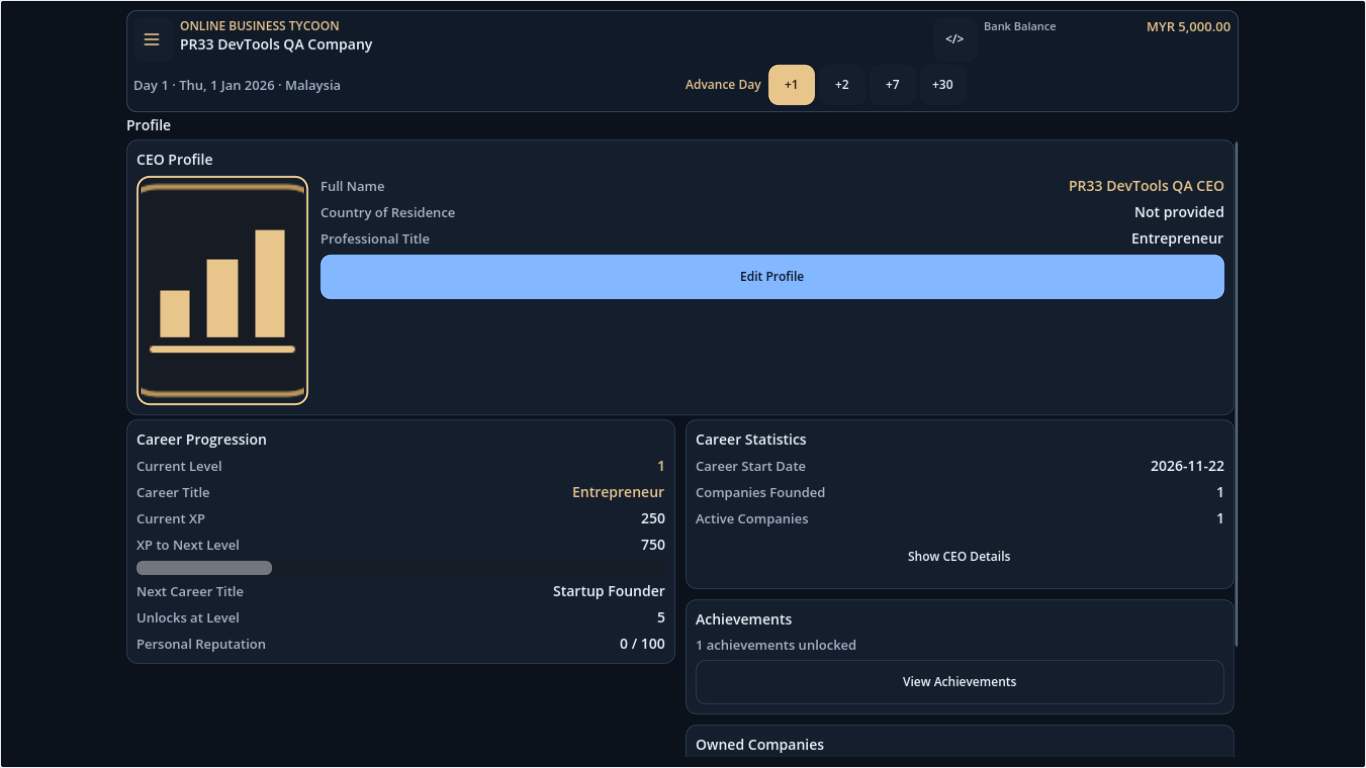 ONLINE BUSINESS TYCOON
PR33 DevTools QA Company
</>
Bank Balance
MYR 5,000.00
Day 1 · Thu, 1 Jan 2026 · Malaysia
Advance Day
+1
+2
+7
+30
Profile
CEO Profile
Full Name
PR33 DevTools QA CEO
Country of Residence
Not provided
Professional Title
Entrepreneur
Edit Profile
Career Progression
Current Level
1
Career Title
Entrepreneur
Current XP
250
XP to Next Level
750
Next Career Title
Startup Founder
Unlocks at Level
5
Personal Reputation
0 / 100
Career Statistics
Career Start Date
2026-11-22
Companies Founded
1
Active Companies
1
Show CEO Details
Achievements
1 achievements unlocked
View Achievements
Owned Companies